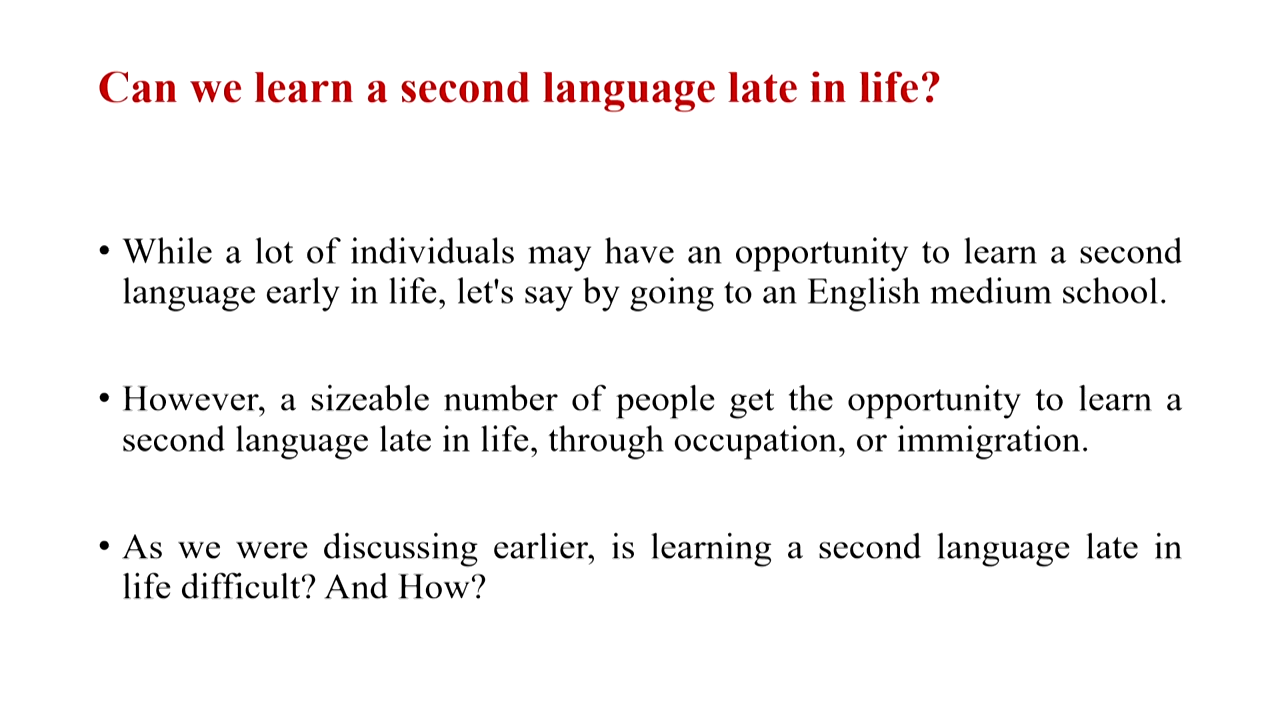 Can we learn a second language late in life?
• While a lot of individuals may have an opportunity to learn a second
language early in life, let's say by going to an English medium school.
• However, a sizeable number of people get the opportunity to learn a
second language late in life, through occupation, or immigration.
• As we were discussing earlier, is learning a second language late in
life difficult? And How?